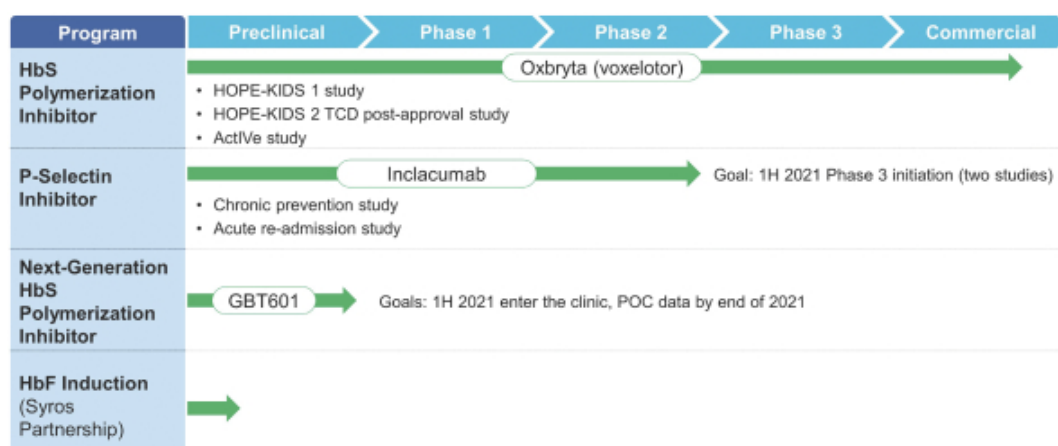 Program
Preclinical
Phase 1
Phase 2
Phase 3
Commercial
HbS
Polymerization
Inhibitor
Oxbryta (voxelotor)
• HOPE-KIDS 1 study
• HOPE-KIDS 2 TCD post-approval study
• ActIVe study
P-Selectin
Inhibitor
Inclacumab
Goal: 1H 2021 Phase 3 initiation (two studies)
• Chronic prevention study
• Acute re-admission study
Next-Generation
HbS
Polymerization
Inhibitor
GBT601
Goals: 1H 2021 enter the clinic, POC data by end of 2021
HbF Induction
(Syros
Partnership)